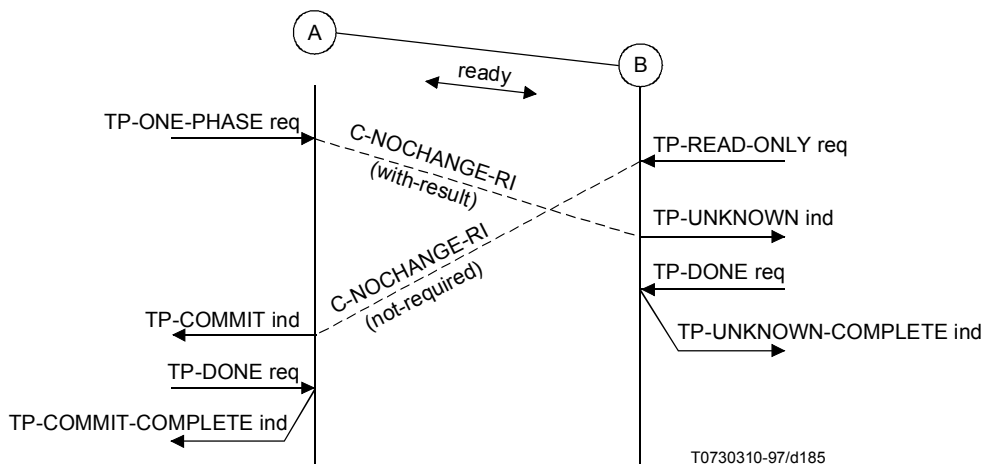 A
B
ready
TP-ONE-PHASE req
C-NOCHANGE-RI
(with-result)
TP-READ-ONLY req
TP-UNKNOWN ind
C-NOCHANGE-RI
(not-required)
TP-DONE req
TP-COMMIT ind
TP-UNKNOWN-COMPLETE ind
TP-DONE req
TP-COMMIT-COMPLETE ind
T0730310-97/d185